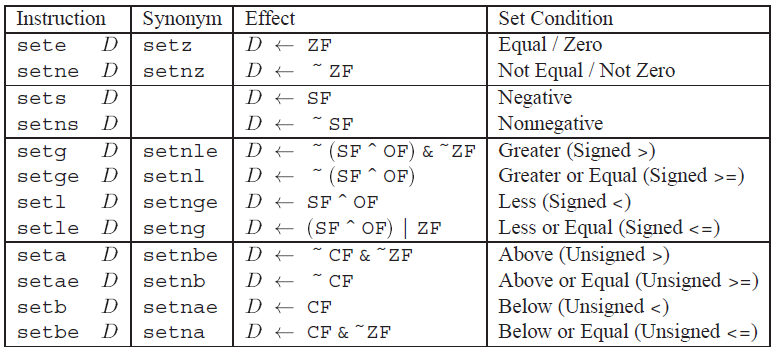 Instruction Synonym Effect Set Condition
sete D setz D ← ZF Equal / Zero
setne D setnz D ← ~ ZF Not Equal / Not Zero
sets D D ← SF Negative
setns D D ← ~ SF Nonnegative
setg D setnle D ← ~ (SF ^ OF) & ~ZF Greater (Signed >)
setge D setnl D ← ~ (SF ^ OF) Greater or Equal (Signed >=)
setl D setnge D ← SF ^ OF Less (Signed <)
setle D setng D ← (SF ^ OF) | ZF Less or Equal (Signed <=)
seta D setnbe D ← ~ CF & ~ZF Above (Unsigned >)
setae D setnb D ← ~ CF Above or Equal (Unsigned >=)
setb D setnae D ← CF Below (Unsigned <)
setbe D setna D ← CF & ~ZF Below or Equal (Unsigned <=)